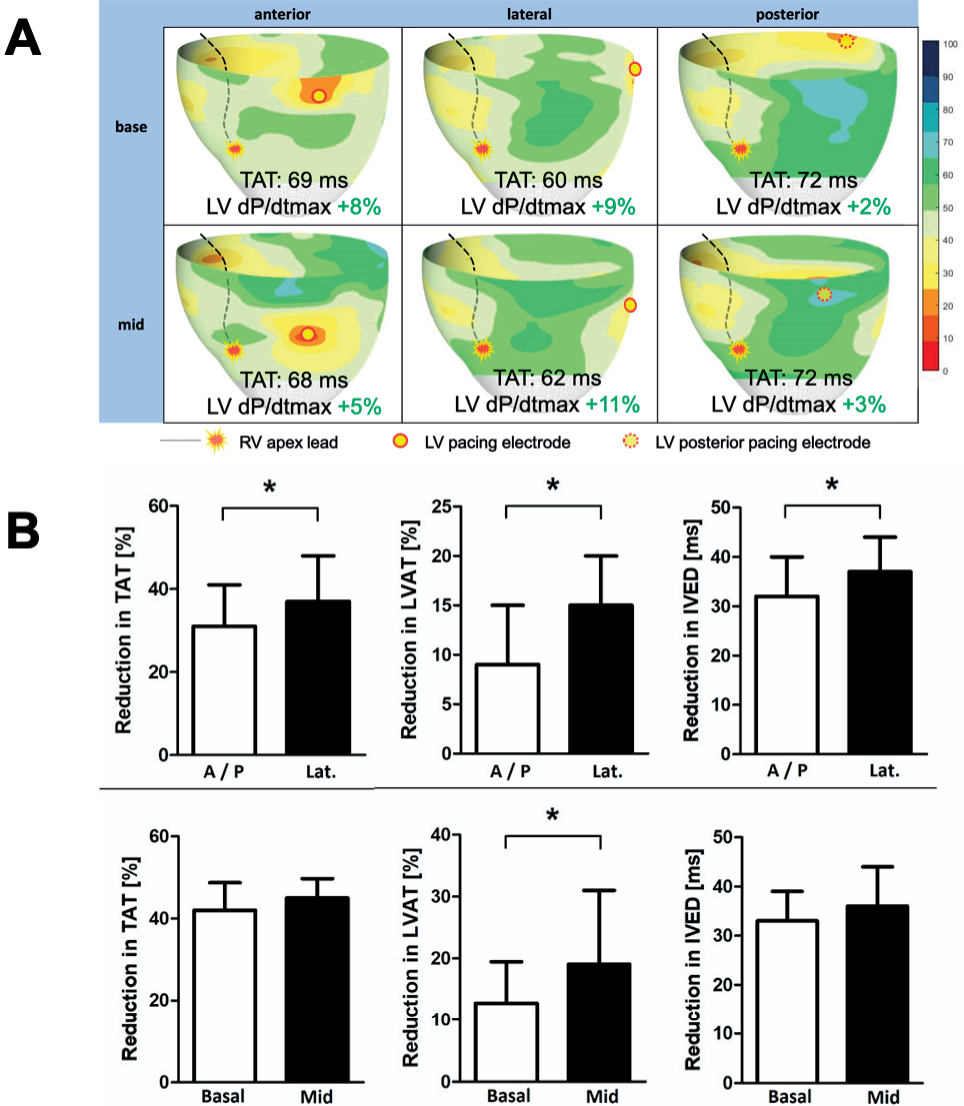 A
anterior lateral posterior
base
TAT: 69 ms
LV dP/dtmax +8%
TAT: 60 ms
LV dP/dtmax +9%
TAT: 72 ms
LV dP/dtmax +2%
mid
TAT: 68 ms
LV dP/dtmax +5%
TAT: 62 ms
LV dP/dtmax +11%
TAT: 72 ms
LV dP/dtmax +3%
100
90
80
70
60
50
40
30
20
10
0
RV apex lead LV pacing electrode LV posterior pacing electrode
B
Reduction in TAT [%]
60
40
20
0
*
A / P Lat.
Reduction in LVAT [%]
25
20
15
10
5
0
*
A / P Lat.
Reduction in IVED [ms]
50
40
30
20
10
0
*
A / P Lat.
Reduction in TAT [%]
60
40
20
0
Basal Mid
Reduction in LVAT [%]
40
30
20
10
0
*
Basal Mid
Reduction in IVED [ms]
50
40
30
20
10
0
Basal Mid